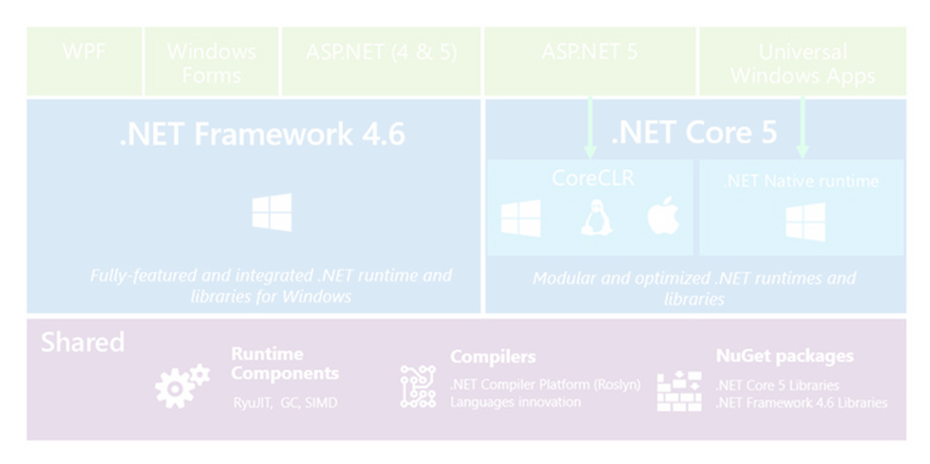 WPF
Windows
Forms
ASP.NET (4 & 5)
ASP.NET 5
Universal
Windows Apps
.NET Framework 4.6
Fully-featured and integrated .NET runtime and
libraries for Windows
.NET Core 5
CoreCLR
.NET Native runtime
Modular and optimized .NET runtimes and
libraries
Shared
Runtime
Components
RyuJIT, GC, SIMD
Compilers
.NET Compiler Platform (Roslyn)
Languages innovation
NuGet packages
.NET Core 5 Libraries
.NET Framework 4.6 Libraries